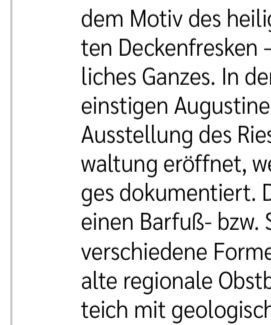 dem Motiv des heilig
ten Deckenfresken –
liches Ganzes. In der
einstigen Augustine
Ausstellung des Ries
waltung eröffnet, we
ges dokumentiert. D
einen Barfuß- bzw. S
verschiedene Forme
alte regionale Obstb
teich mit geologisch